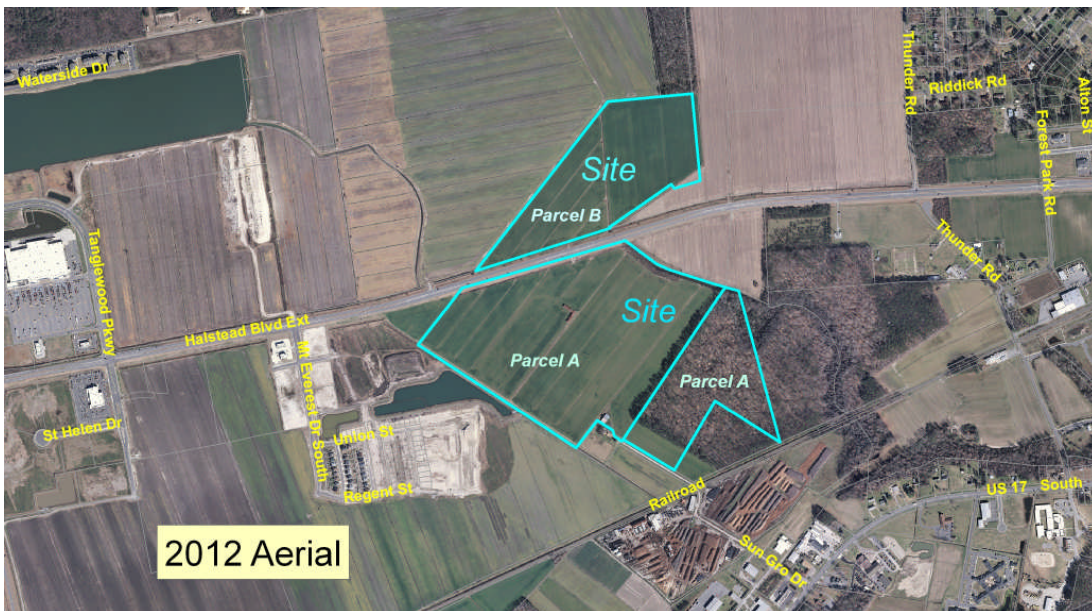 Waterside Dr
Thunder Rd
Riddick Rd
Alton St
Forest Park Rd
Site
Parcel B
Tanglewood Pkwy
Thunder Rd
Halstead Blvd Ext
Site
Mt Everest Dr South
Parcel A
Parcel A
St Helen Dr
Union St
Regent St
Railroad
US 17 South
Sun Gro Dr
2012 Aerial